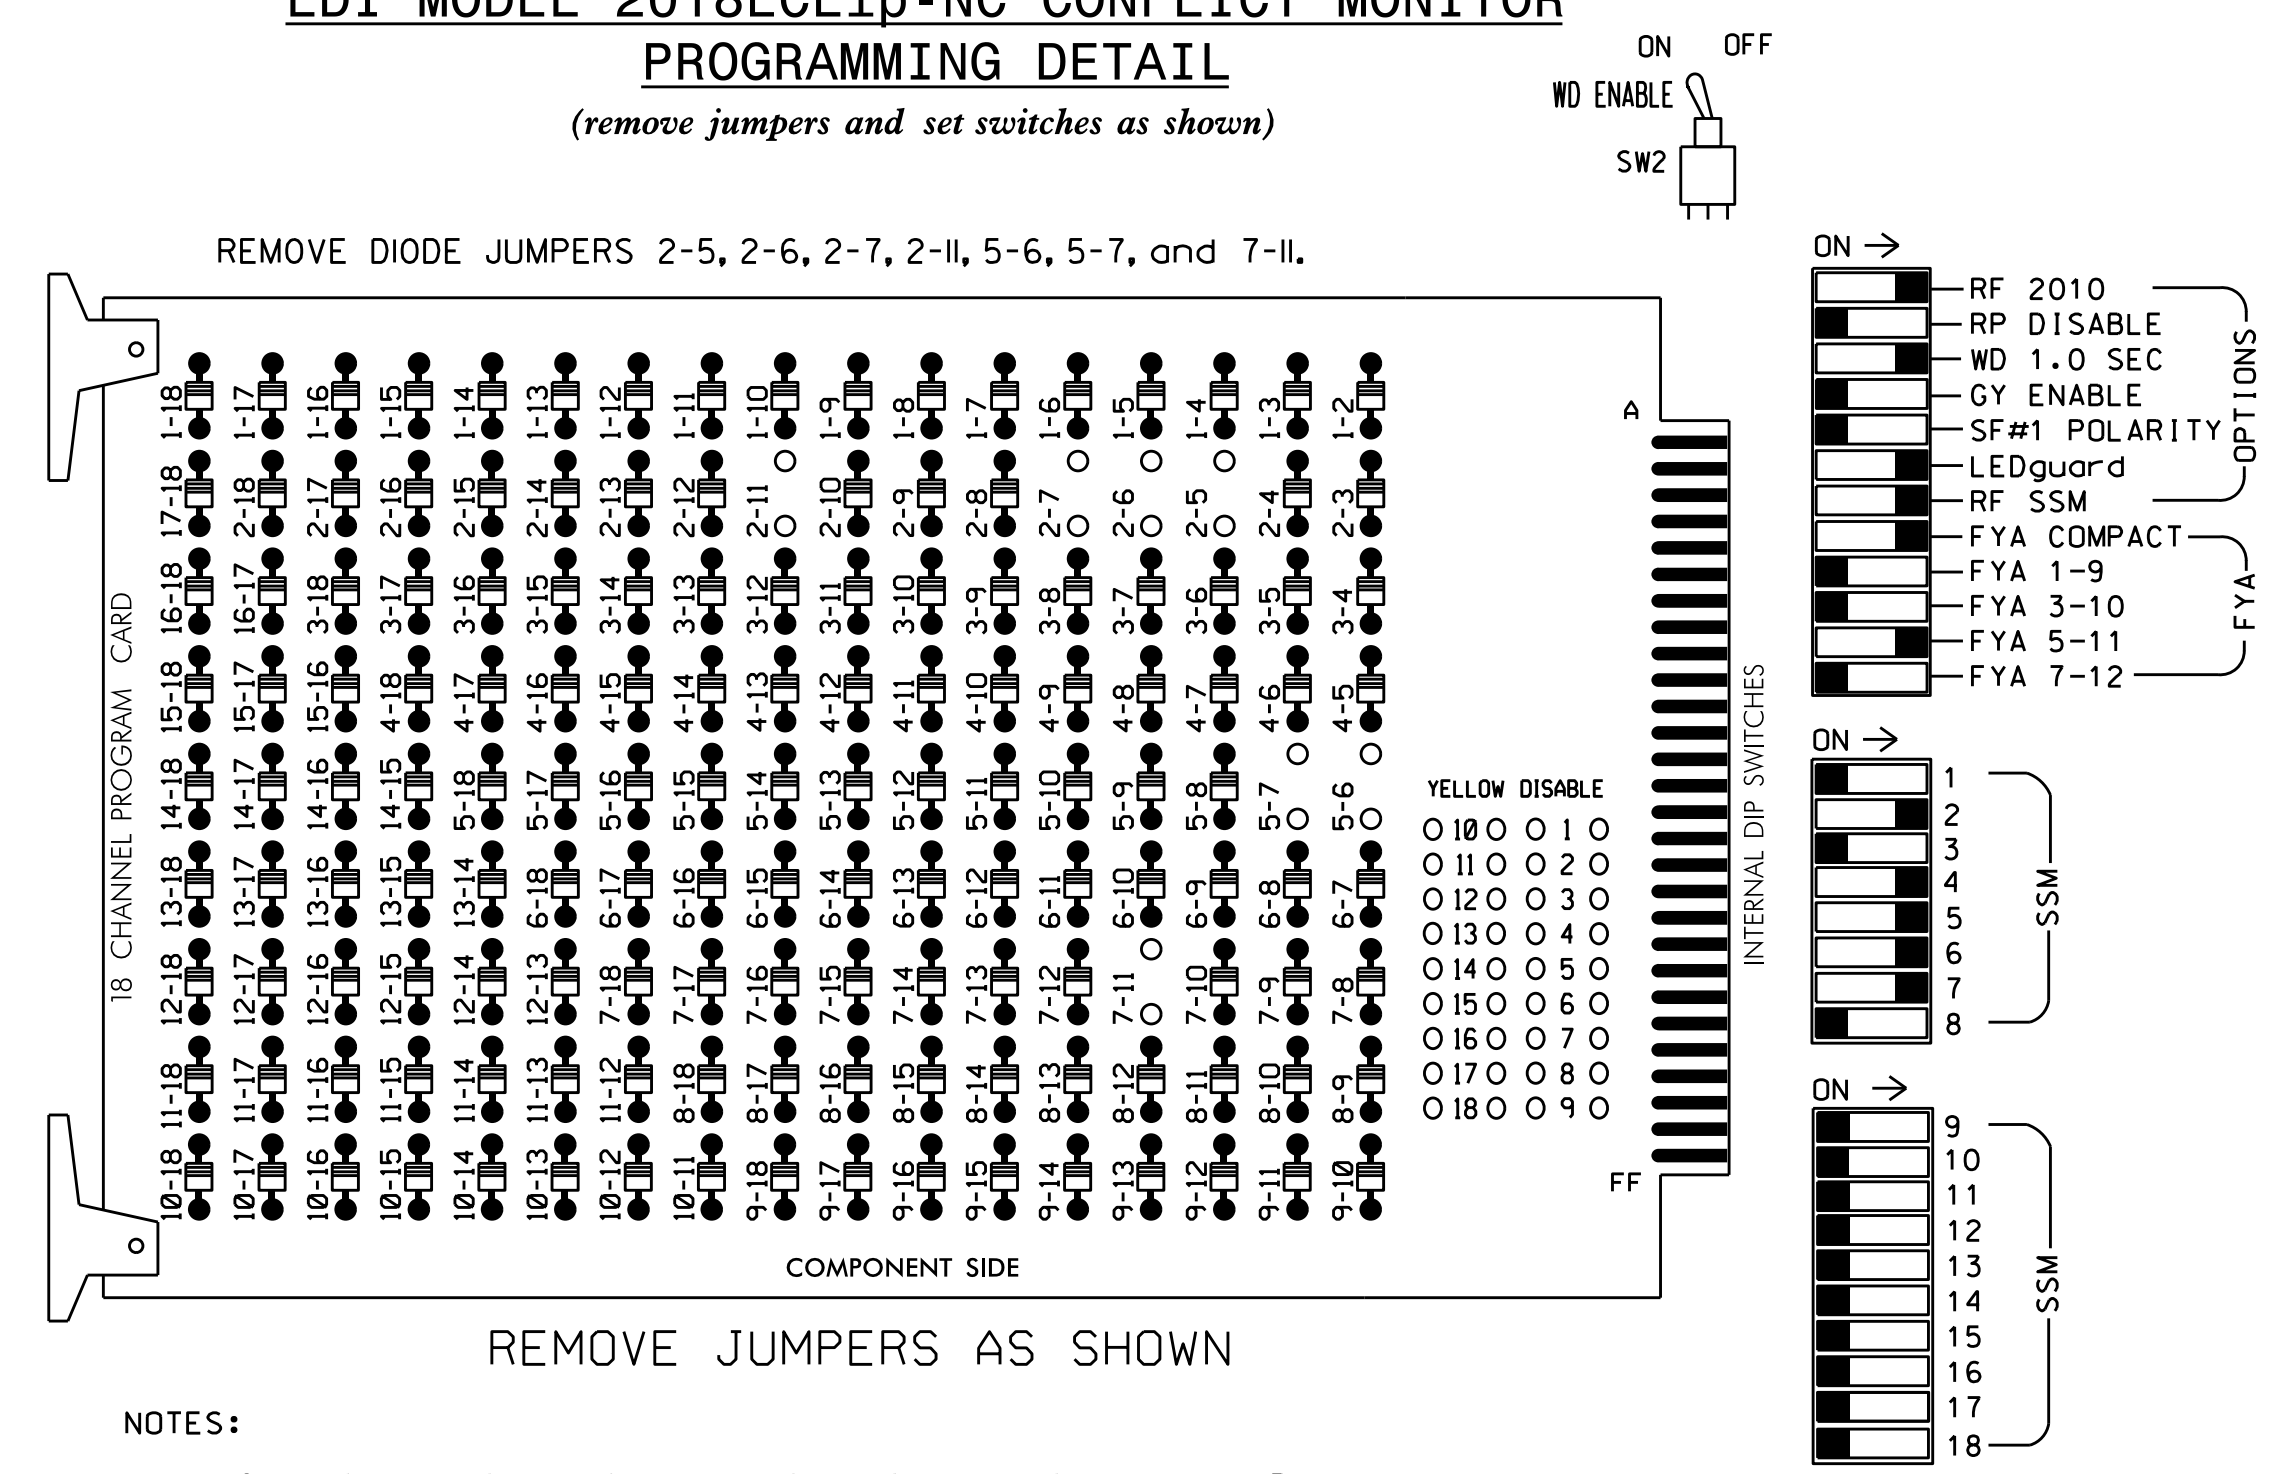 EDI MODEL 2018ECLip-NC CONFLICT MONITOR
PROGRAMMING DETAIL
(remove jumpers and set switches as shown)
ON OFF
WD ENABLE
SW2
REMOVE DIODE JUMPERS 2-5, 2-6, 2-7, 2-11, 5-6, 5-7, and 7-11.
1-18 1-17 1-16 1-15 1-14 1-13 1-12 1-11 1-10 1-9 1-8 1-7 1-6 1-5 1-4 1-3 1-2
17-18 2-18 2-17 2-16 2-15 2-14 2-13 2-12 2-11 2-10 2-9 2-8 2-7 2-6 2-5 2-4 2-3
16-18 16-17 3-18 3-17 3-16 3-15 3-14 3-13 3-12 3-11 3-10 3-9 3-8 3-7 3-6 3-5 3-4
15-18 15-17 15-16 4-18 4-17 4-16 4-15 4-14 4-13 4-12 4-11 4-10 4-9 4-8 4-7 4-6 4-5
14-18 14-17 14-16 14-15 5-18 5-17 5-16 5-15 5-14 5-13 5-12 5-11 5-10 5-9 5-8 5-7 5-6
13-18 13-17 13-16 13-15 13-14 6-18 6-17 6-16 6-15 6-14 6-13 6-12 6-11 6-10 6-9 6-8 6-7
12-18 12-17 12-16 12-15 12-14 12-13 7-18 7-17 7-16 7-15 7-14 7-13 7-12 7-11 7-10 7-9 7-8
11-18 11-17 11-16 11-15 11-14 11-13 11-12 8-18 8-17 8-16 8-15 8-14 8-13 8-12 8-11 8-10 8-9
10-18 10-17 10-16 10-15 10-14 10-13 10-12 10-11 9-18 9-17 9-16 9-15 9-14 9-13 9-12 9-11 9-10
18 CHANNEL PROGRAM CARD
A
FF
YELLOW DISABLE
10 1
11 2
12 3
13 4
14 5
15 6
16 7
17 8
18 9
COMPONENT SIDE
INTERNAL DIP SWITCHES
ON
RF 2010
RP DISABLE
WD 1.0 SEC
GY ENABLE
SF#1 POLARITY
LEDguard
RF SSM
OPTIONS
FYA COMPACT
FYA 1-9
FYA 3-10
FYA 5-11
FYA 7-12
FYA
ON
1
2
3
4
5
6
7
8
SSM
ON
9
10
11
12
13
14
15
16
17
18
SSM
REMOVE JUMPERS AS SHOWN
NOTES: